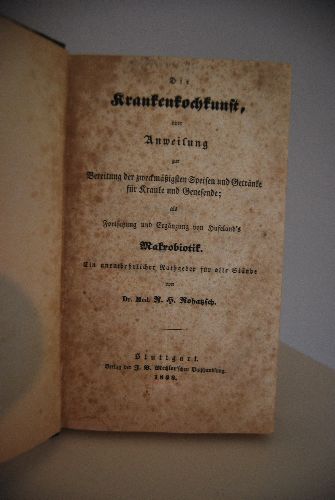 Die
Krankenkochkunst,
oder
Anweisung
zur
Bereitung der zweckmäßigsten Speisen und Getränke
für Kranke und Genesende;
als
Fortsetzung und Ergänzung von Hufeland's
Makrobiotik.
Ein unentbehrlicher Rathgeber für alle Stände
von
Dr. Med. R. H. Rohatzsch.
Stuttgart.
Verlag der J. B. Metzler'schen Buchhandlung.